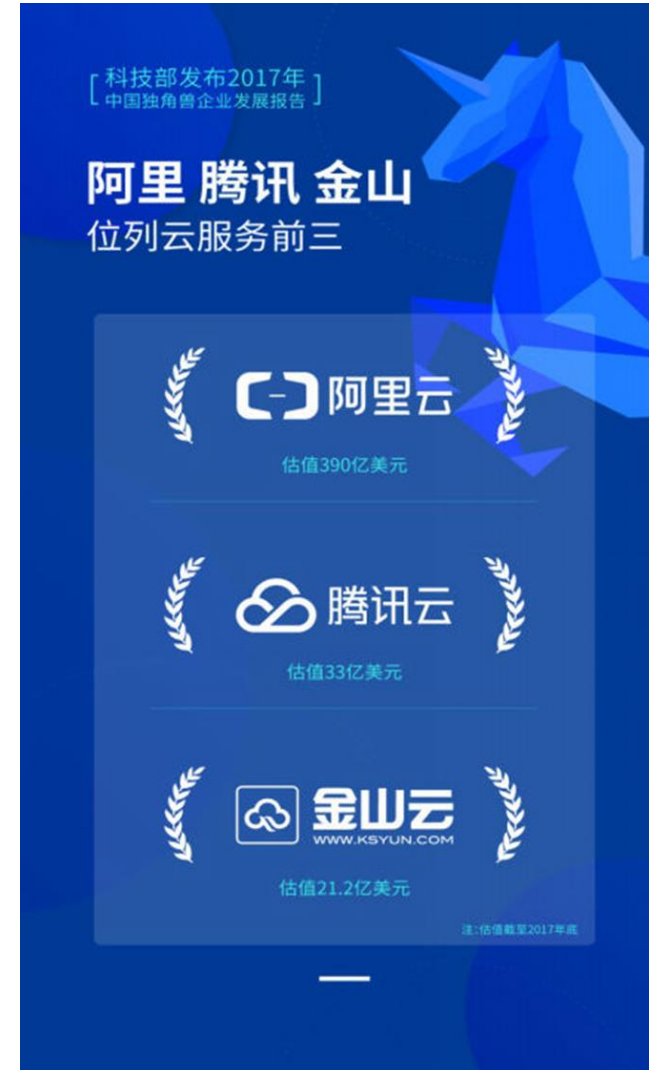 科技部发布2017年
中国独角兽企业发展报告
阿里 腾讯 金山
位列云服务前三
阿里云
估值390亿美元
腾讯云
估值33亿美元
金山云
WWW.KSYUN.COM
估值21.2亿美元
注:估值截至2017年底